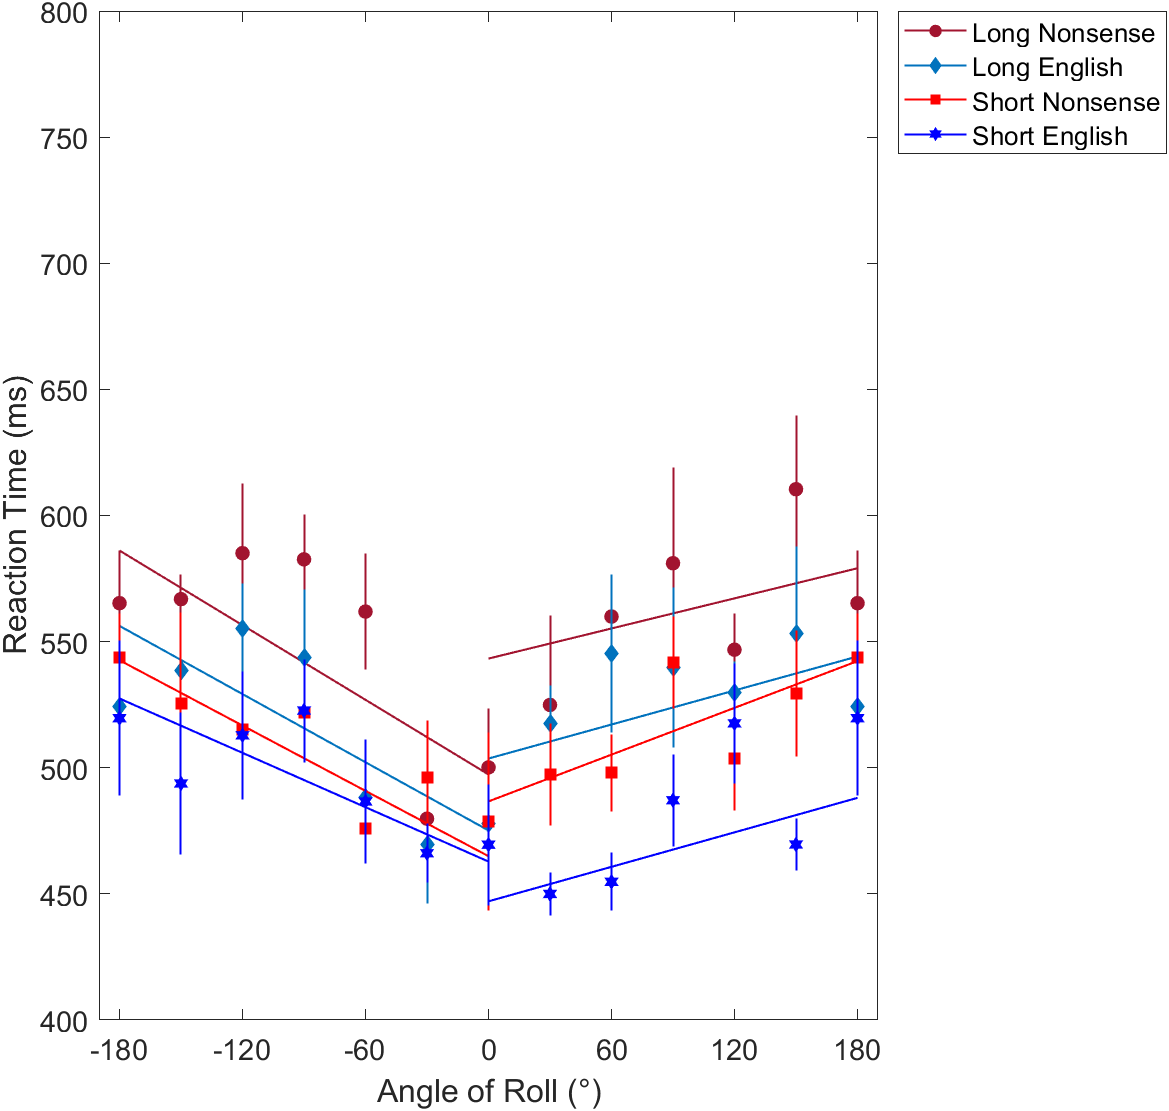 800
750
700
650
600
550
500
450
400
Reaction Time (ms)
-180 -120 -60 0 60 120 180
Angle of Roll (°)
Long Nonsense
Long English
Short Nonsense
Short English